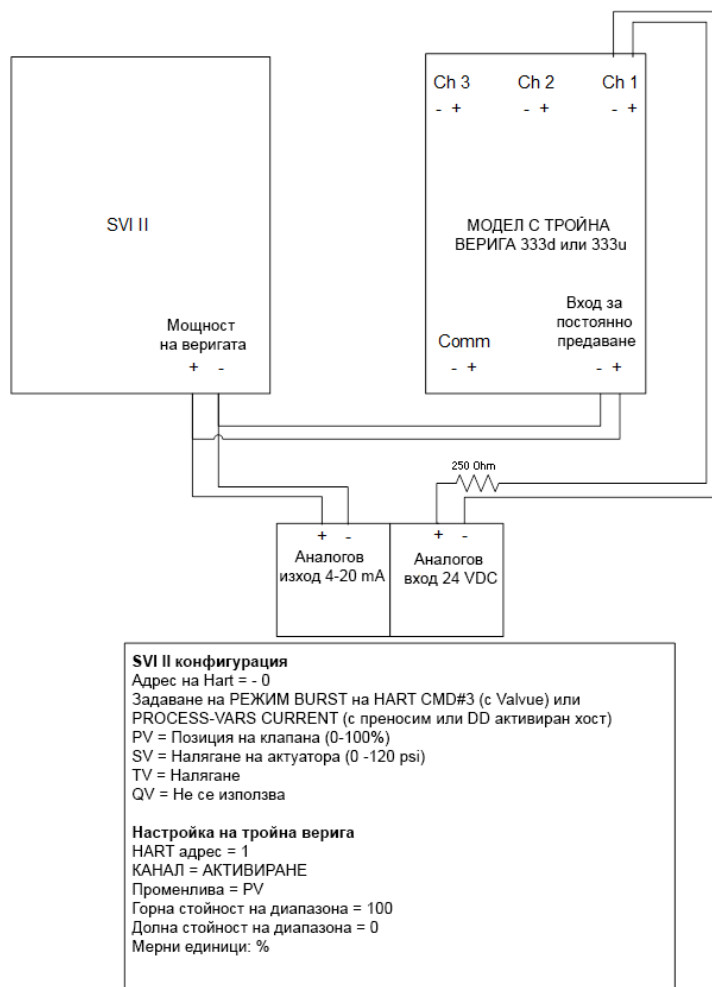 Ch 3 Ch 2 Ch 1
- + - + - +
SVI II
МОДЕЛ С ТРОЙНА
ВЕРИГА 333d или 333u
Мощност
на веригата
+ -
Вход за
постоянно
предаване
Comm
- + - +
250 Ohm
+ - + -
Аналогов
изход 4-20 mA
Аналогов
вход 24 VDC
SVI II конфигурация
Адрес на Hart = - 0
Задаване на РЕЖИМ BURST на HART CMD#3 (с Valvue) или
PROCESS-VARS CURRENT (с преносим или DD активиран хост)
PV = Позиция на клапана (0-100%)
SV = Налягане на актуатора (0 -120 psi)
TV = Налягане
QV = Не се използва
Настройка на тройна верига
HART адрес = 1
КАНАЛ = АКТИВИРАНЕ
Променлива = PV
Горна стойност на диапазона = 100
Долна стойност на диапазона = 0
Мерни единици: %